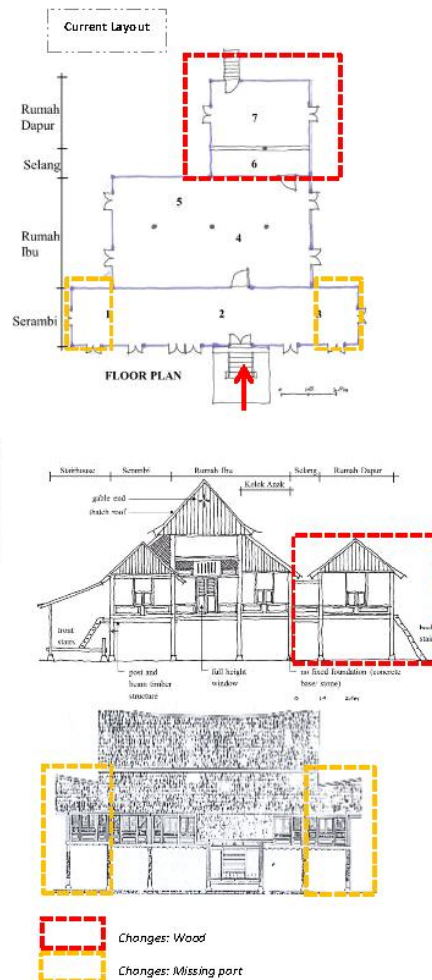 Current Layout
Rumah
Dapur
7
Selang
6
5
Rumah
Ibu
4
Serambi
1
2
3
FLOOR PLAN
Stairhouse
Serambi
Rumah Ibu
Selang
Rumah Dapur
Kelek Anak
gable end
thatch roof
front
stairs
post and
beam timber
structure
full height
window
no fixed foundation (concrete
base/ stone)
Changes: Wood
Changes: Missing part